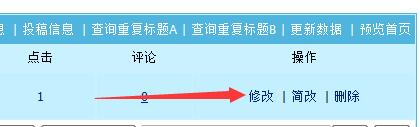 息 | 投稿信息 | 查询重复标题A | 查询重复标题B | 更新数据 | 预览首页
点击 评论 操作
1 0 修改 | 简改 | 删除